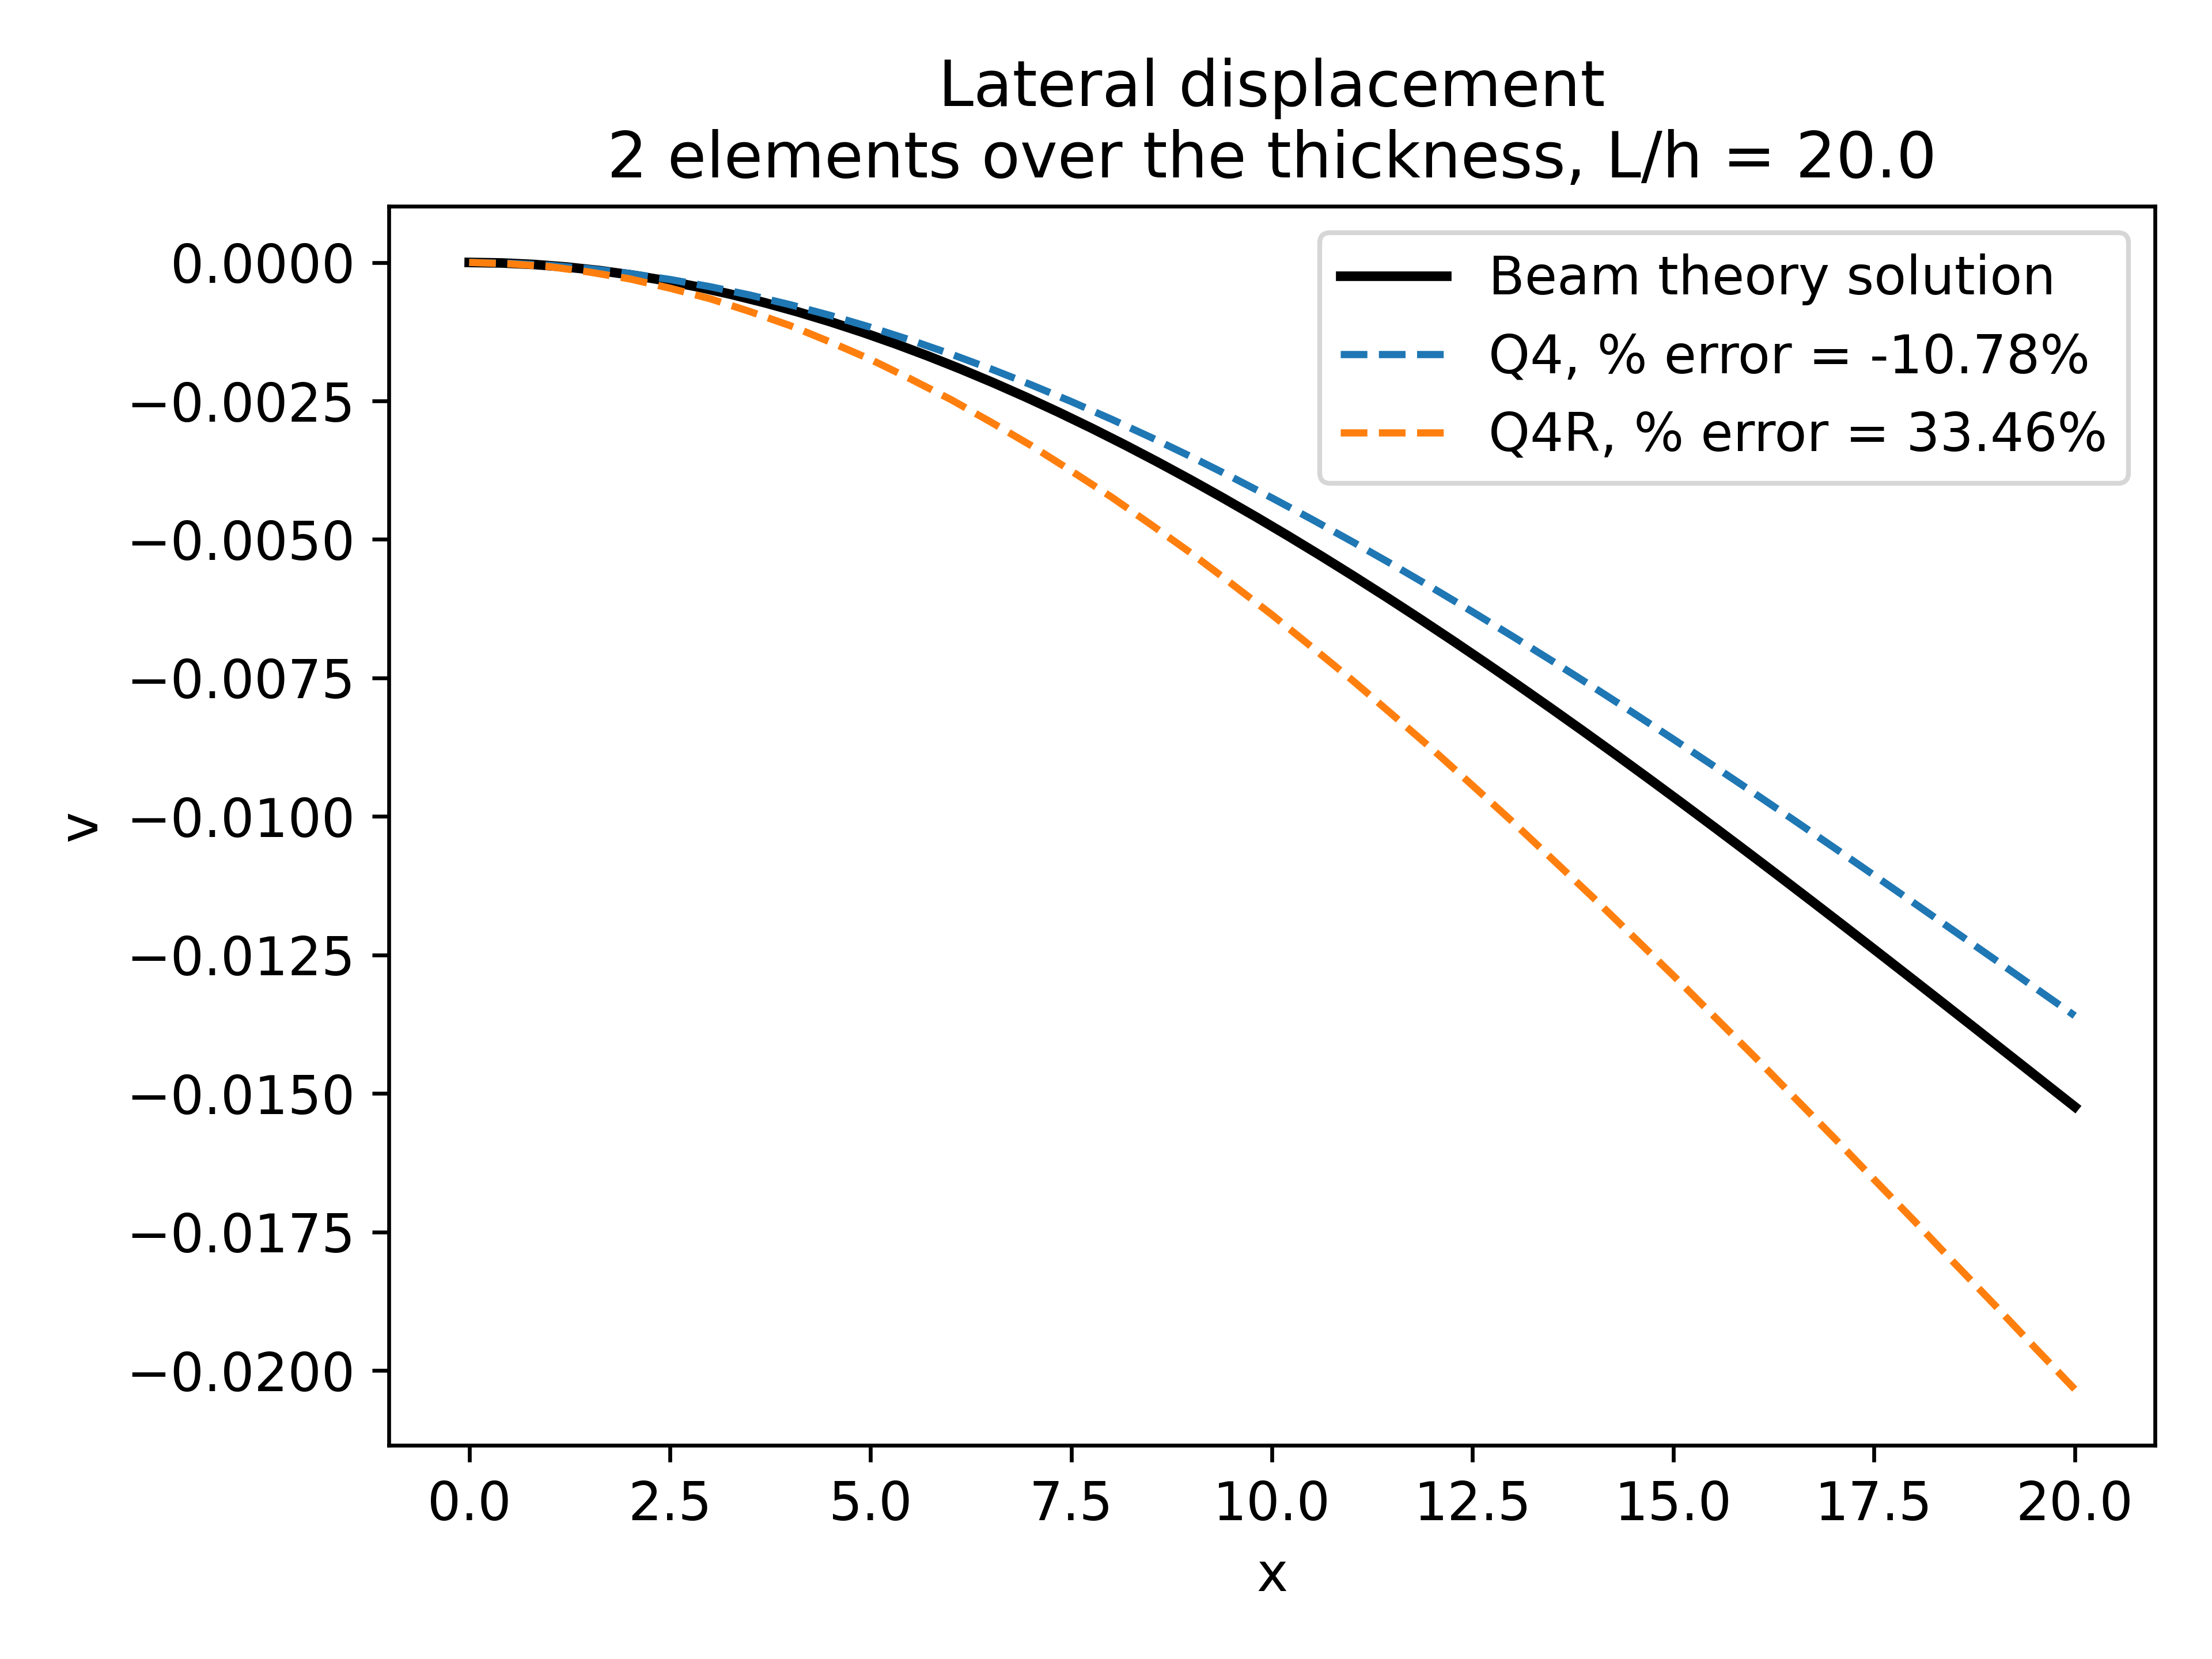 Lateral displacement
2 elements over the thickness, L/h = 20.0
Beam theory solution
Q4, % error = -10.78%
Q4R, % error = 33.46%
0.0000
−0.0025
−0.0050
−0.0075
−0.0100
−0.0125
−0.0150
−0.0175
−0.0200
v
0.0 2.5 5.0 7.5 10.0 12.5 15.0 17.5 20.0
x